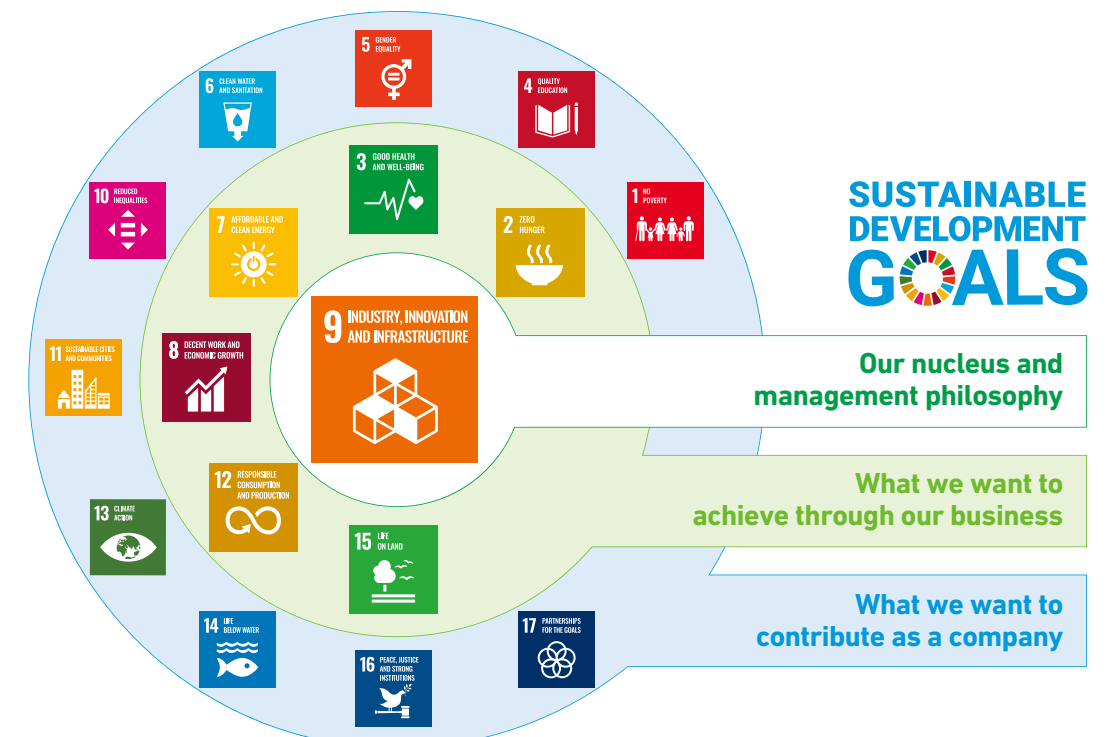 5 GENDER
EQUALITY
6 CLEAN WATER
AND SANITATION
4 QUALITY
EDUCATION
3 GOOD HEALTH
AND WELL-BEING
10 REDUCED
INEQUALITIES
7 AFFORDABLE AND
CLEAN ENERGY
2 ZERO
HUNGER
1 NO
POVERTY
SUSTAINABLE
DEVELOPMENT
GOALS
9 INDUSTRY, INNOVATION
AND INFRASTRUCTURE
11 SUSTAINABLE CITIES
AND COMMUNITIES
8 DECENT WORK AND
ECONOMIC GROWTH
Our nucleus and
management philosophy
12 RESPONSIBLE
CONSUMPTION
AND PRODUCTION
What we want to
achieve through our business
13 CLIMATE
ACTION
15 LIFE
ON LAND
What we want to
contribute as a company
14 LIFE
BELOW WATER
17 PARTNERSHIPS
FOR THE GOALS
16 PEACE, JUSTICE
AND STRONG
INSTITUTIONS